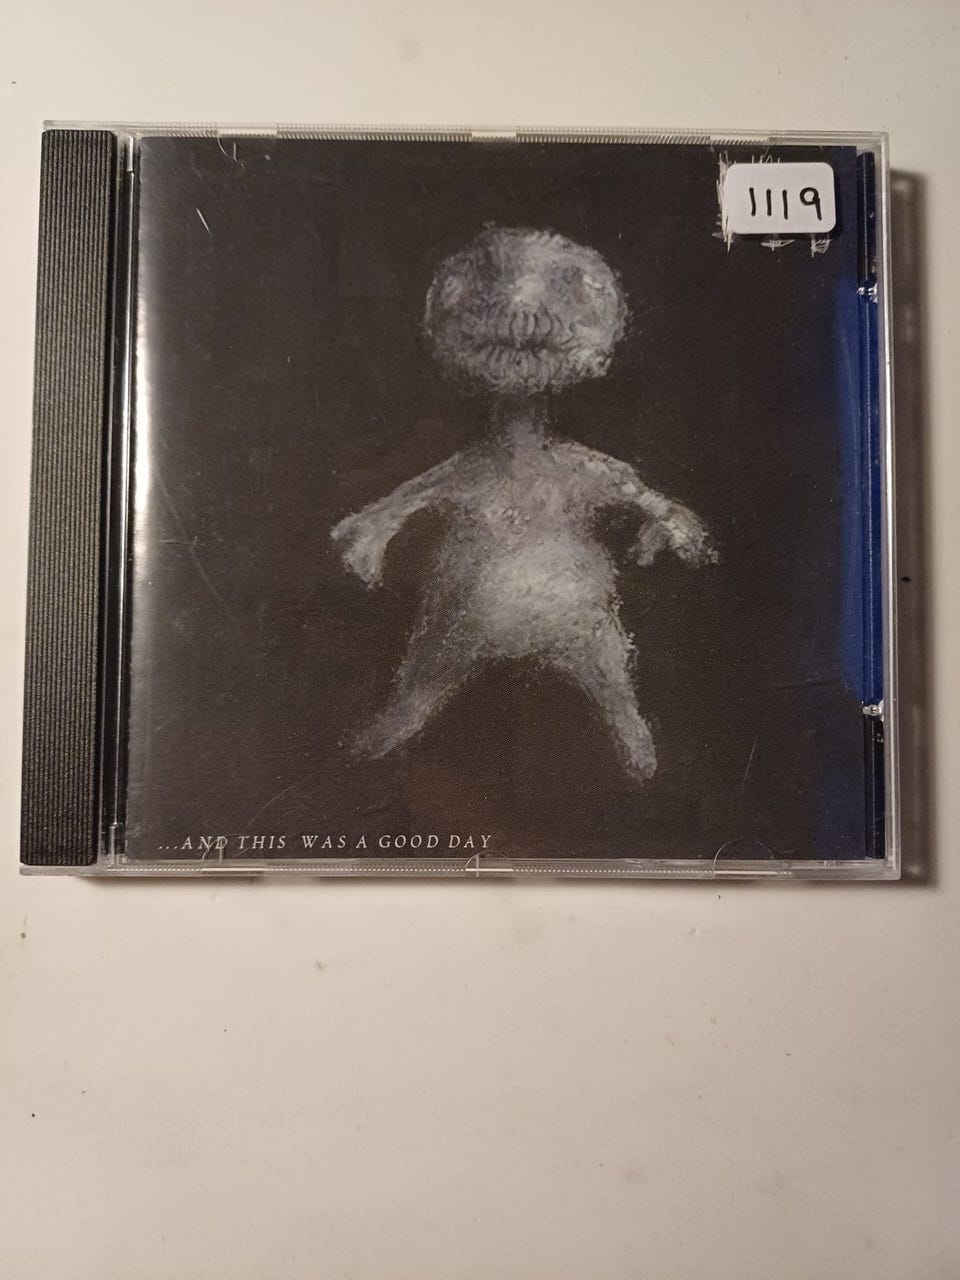 1119
...AND THIS WAS A GOOD DAY